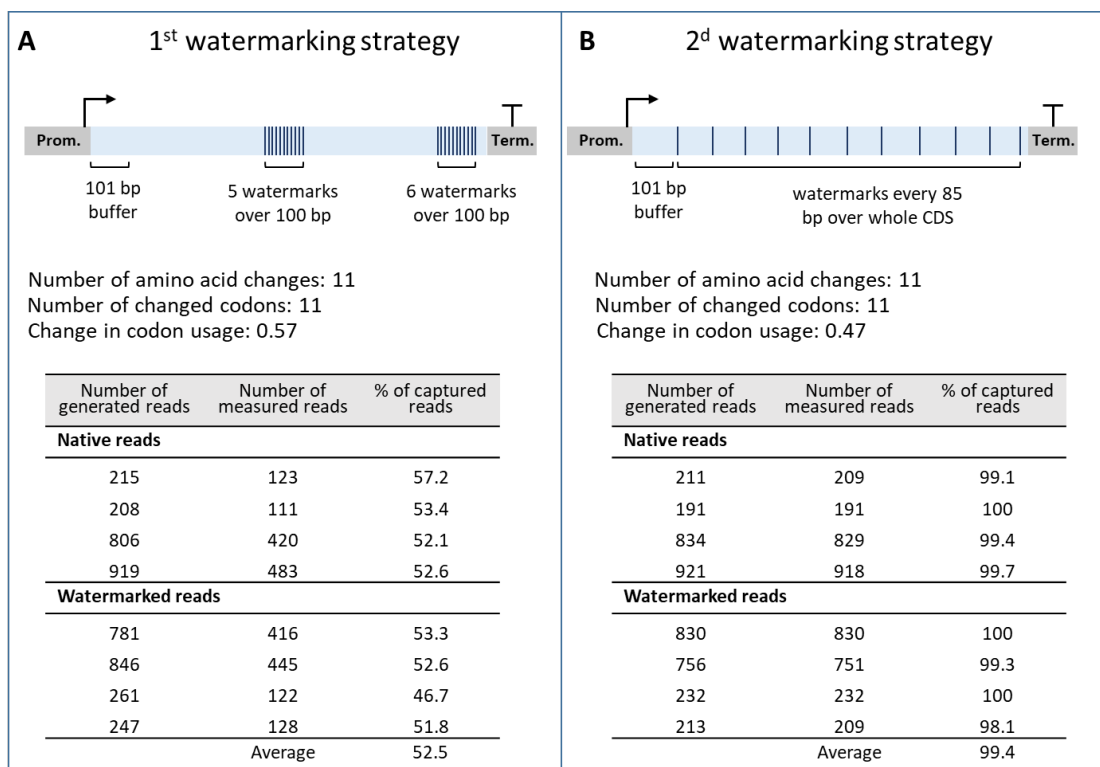 A
1st watermarking strategy
Prom.
Term.
101 bp
buffer
5 watermarks
over 100 bp
6 watermarks
over 100 bp
Number of amino acid changes: 11
Number of changed codons: 11
Change in codon usage: 0.57
Number of generated reads Number of measured reads % of captured reads
Native reads
215 123 57.2
208 111 53.4
806 420 52.1
919 483 52.6
Watermarked reads
781 416 53.3
846 445 52.6
261 122 46.7
247 128 51.8
Average 52.5
B
2d watermarking strategy
Prom.
Term.
101 bp
buffer
watermarks every 85
bp over whole CDS
Number of amino acid changes: 11
Number of changed codons: 11
Change in codon usage: 0.47
Number of generated reads Number of measured reads % of captured reads
Native reads
211 209 99.1
191 191 100
834 829 99.4
921 918 99.7
Watermarked reads
830 830 100
756 751 99.3
232 232 100
213 209 98.1
Average 99.4